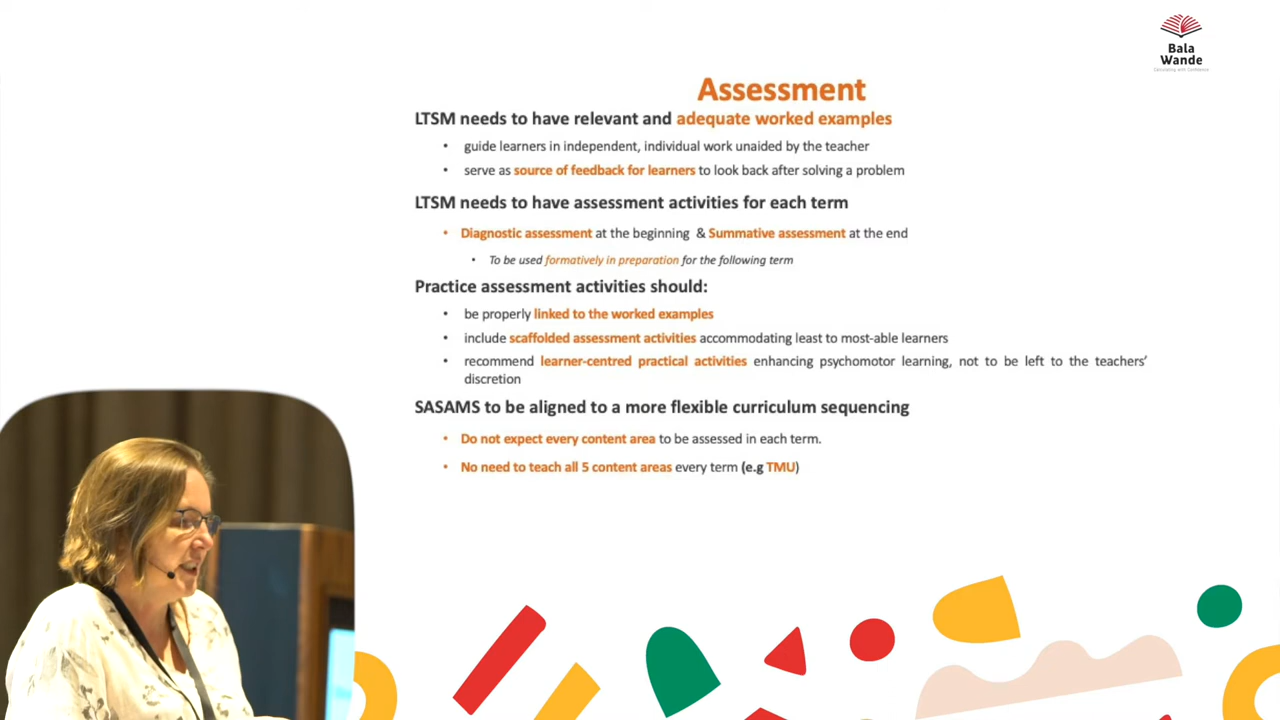 Bala
Wande
Calculating with Confidence
Assessment
LTSM needs to have relevant and adequate worked examples
• guide learners in independent, individual work unaided by the teacher
• serve as source of feedback for learners to look back after solving a problem
LTSM needs to have assessment activities for each term
• Diagnostic assessment at the beginning & Summative assessment at the end
• To be used formatively in preparation for the following term
Practice assessment activities should:
• be properly linked to the worked examples
• include scaffolded assessment activities accommodating least to most-able learners
• recommend learner-centred practical activities enhancing psychomotor learning, not to be left to the teachers’
discretion
SASAMS to be aligned to a more flexible curriculum sequencing
• Do not expect every content area to be assessed in each term.
• No need to teach all 5 content areas every term (e.g TMU)